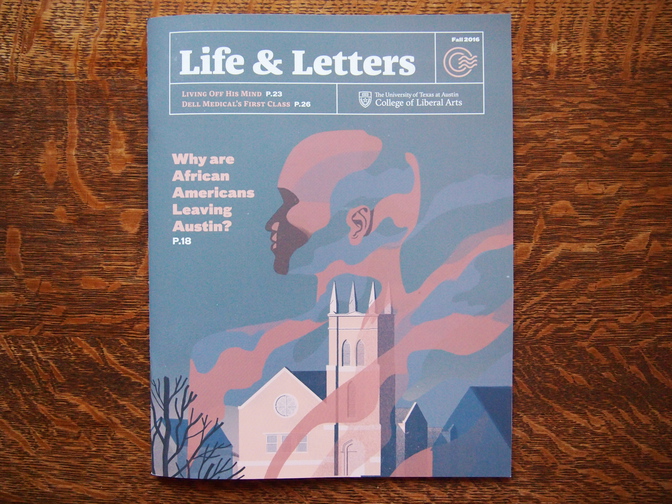 Fall 2016
Life & Letters
Living Off His Mind P.23
Dell Medical's First Class P.26
The University of Texas at Austin
College of Liberal Arts
Why are
African
Americans
Leaving
Austin?
P.18